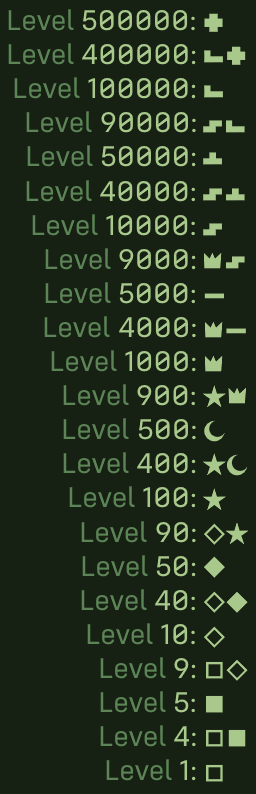 Level 500000:
Level 400000:
Level 100000:
Level 90000:
Level 50000:
Level 40000:
Level 10000:
Level 9000:
Level 5000:
Level 4000:
Level 1000:
Level 900:
Level 500:
Level 400:
Level 100:
Level 90:
Level 50:
Level 40:
Level 10:
Level 9:
Level 5:
Level 4:
Level 1: